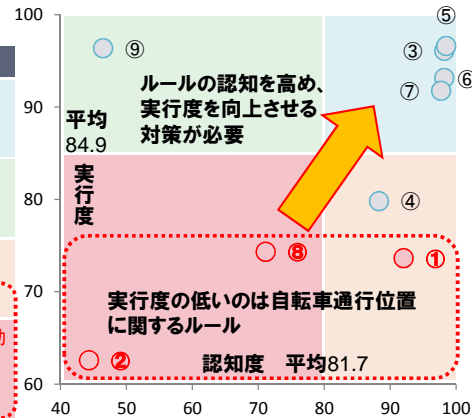 100
90
80
70
60
40
50
60
70
80
90
100
⑤
③
⑥
⑦
⑨
④
⑧
①
②
ルールの認知を高め、
実行度を向上させる
対策が必要
平均
84.9
実行度
実行度の低いのは自転車通行位置
に関するルール
認知度 平均81.7